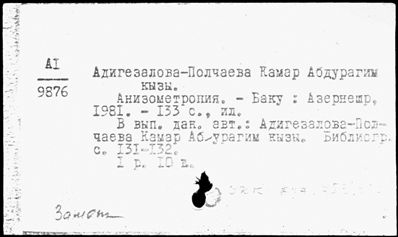 АІ
9876
Адигезалова-Полчаева Камар Абдурагим
кызы.
Анизометропия. - Баку : Азернешр,
1981. - 133 с., ил.
В вып. дан. авт.: Адигезалова-Пол-
чаева Камар Абдурагим кызы. Библиогр.
с. 131-132.
1 р. 10 к.